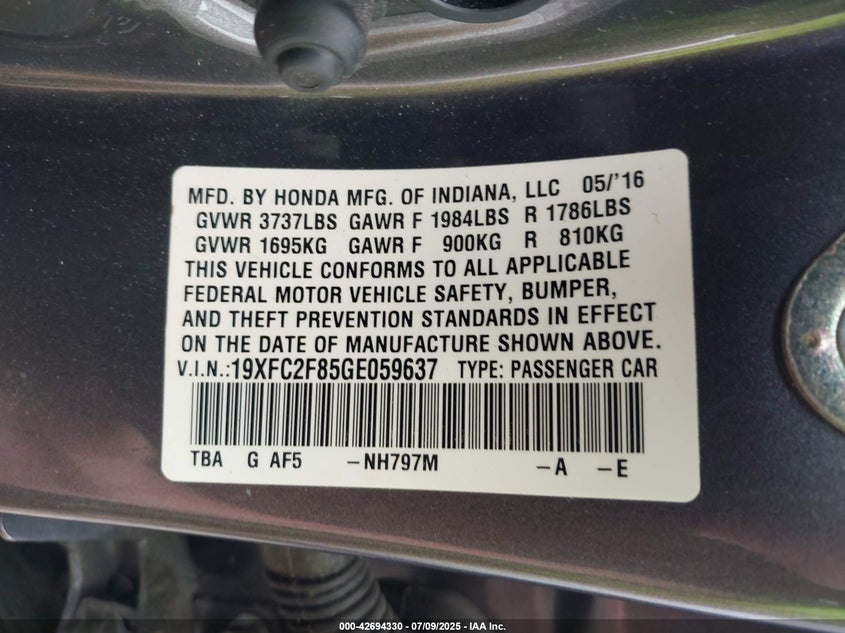 MFD. BY HONDA MFG. OF INDIANA, LLC 05/'16
GVWR 3737LBS GAWR F 1984LBS R 1786LBS
GVWR 1695KG GAWR F 900KG R 810KG
THIS VEHICLE CONFORMS TO ALL APPLICABLE
FEDERAL MOTOR VEHICLE SAFETY, BUMPER,
AND THEFT PREVENTION STANDARDS IN EFFECT
ON THE DATE OF MANUFACTURE SHOWN ABOVE.
V.I.N.:19XFC2F85GE059637 TYPE: PASSENGER CAR
TBA G AF5 -NH797M -A -E
000-42694330 - 07/09/2025 - IAA Inc.